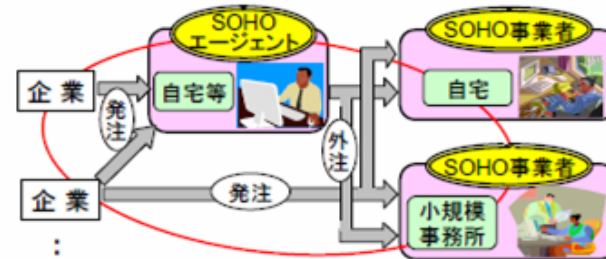 SOHO
エージェント
SOHO事業者
企業
発注
自宅等
自宅
外注
SOHO事業者
企業
発注
小規模
事務所
: